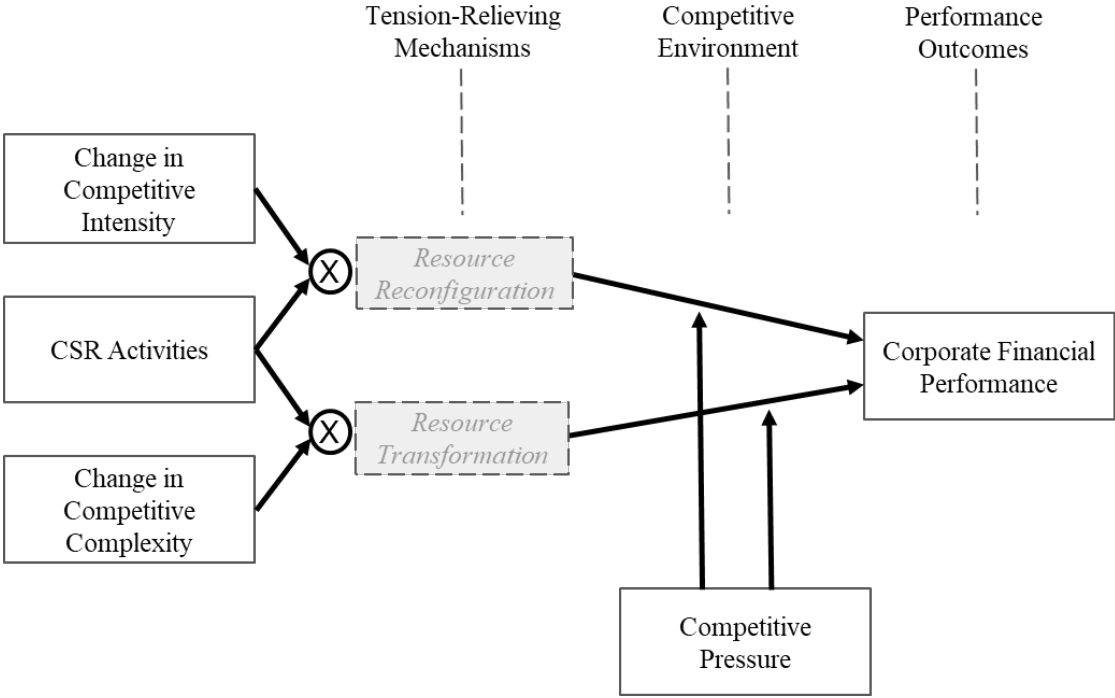 Tension-Relieving
Mechanisms
Competitive
Environment
Performance
Outcomes
Change in
Competitive
Intensity
X
Resource
Reconfiguration
CSR Activities
Corporate Financial
Performance
X
Resource
Transformation
Change in
Competitive
Complexity
Competitive
Pressure